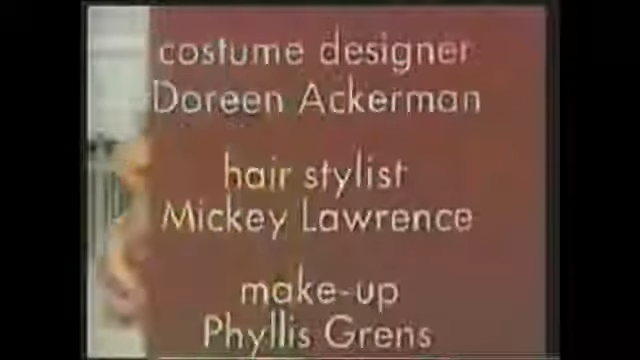 costume designer
Doreen Ackerman
hair stylist
Mickey Lawrence
make-up
Phyllis Grens